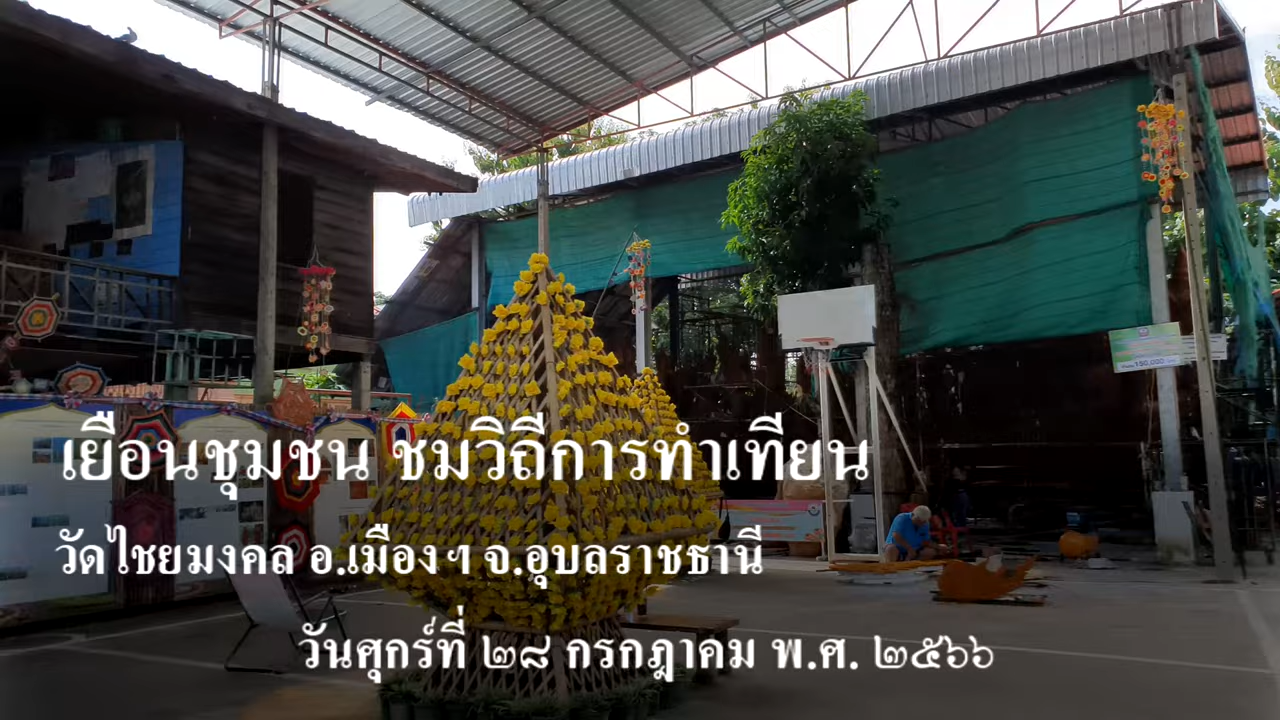 150,000
เยือนชุมชน ชมวิถีการทำเทียน
วัดไชยมงคล อ.เมืองฯ จ.อุบลราชธานี
วันศุกร์ที่ ๒๘ กรกฎาคม พ.ศ. ๒๕๖๖